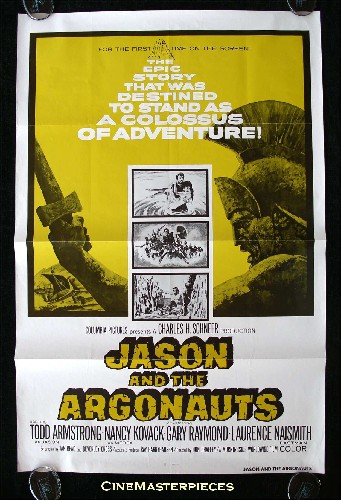 FOR THE FIRST TIME ON THE SCREEN
THE
EPIC
STORY
THAT WAS
DESTINED
TO STAND AS
A COLOSSUS
OF ADVENTURE!
COLUMBIA PICTURES presents A CHARLES H. SCHNEER PRODUCTION
JASON
AND THE
ARGONAUTS
TODD ARMSTRONG NANCY KOVACK GARY RAYMOND LAURENCE NAISMITH
COLOR
JASON AND THE ARGONAUTS
CINEMASTERPIECES